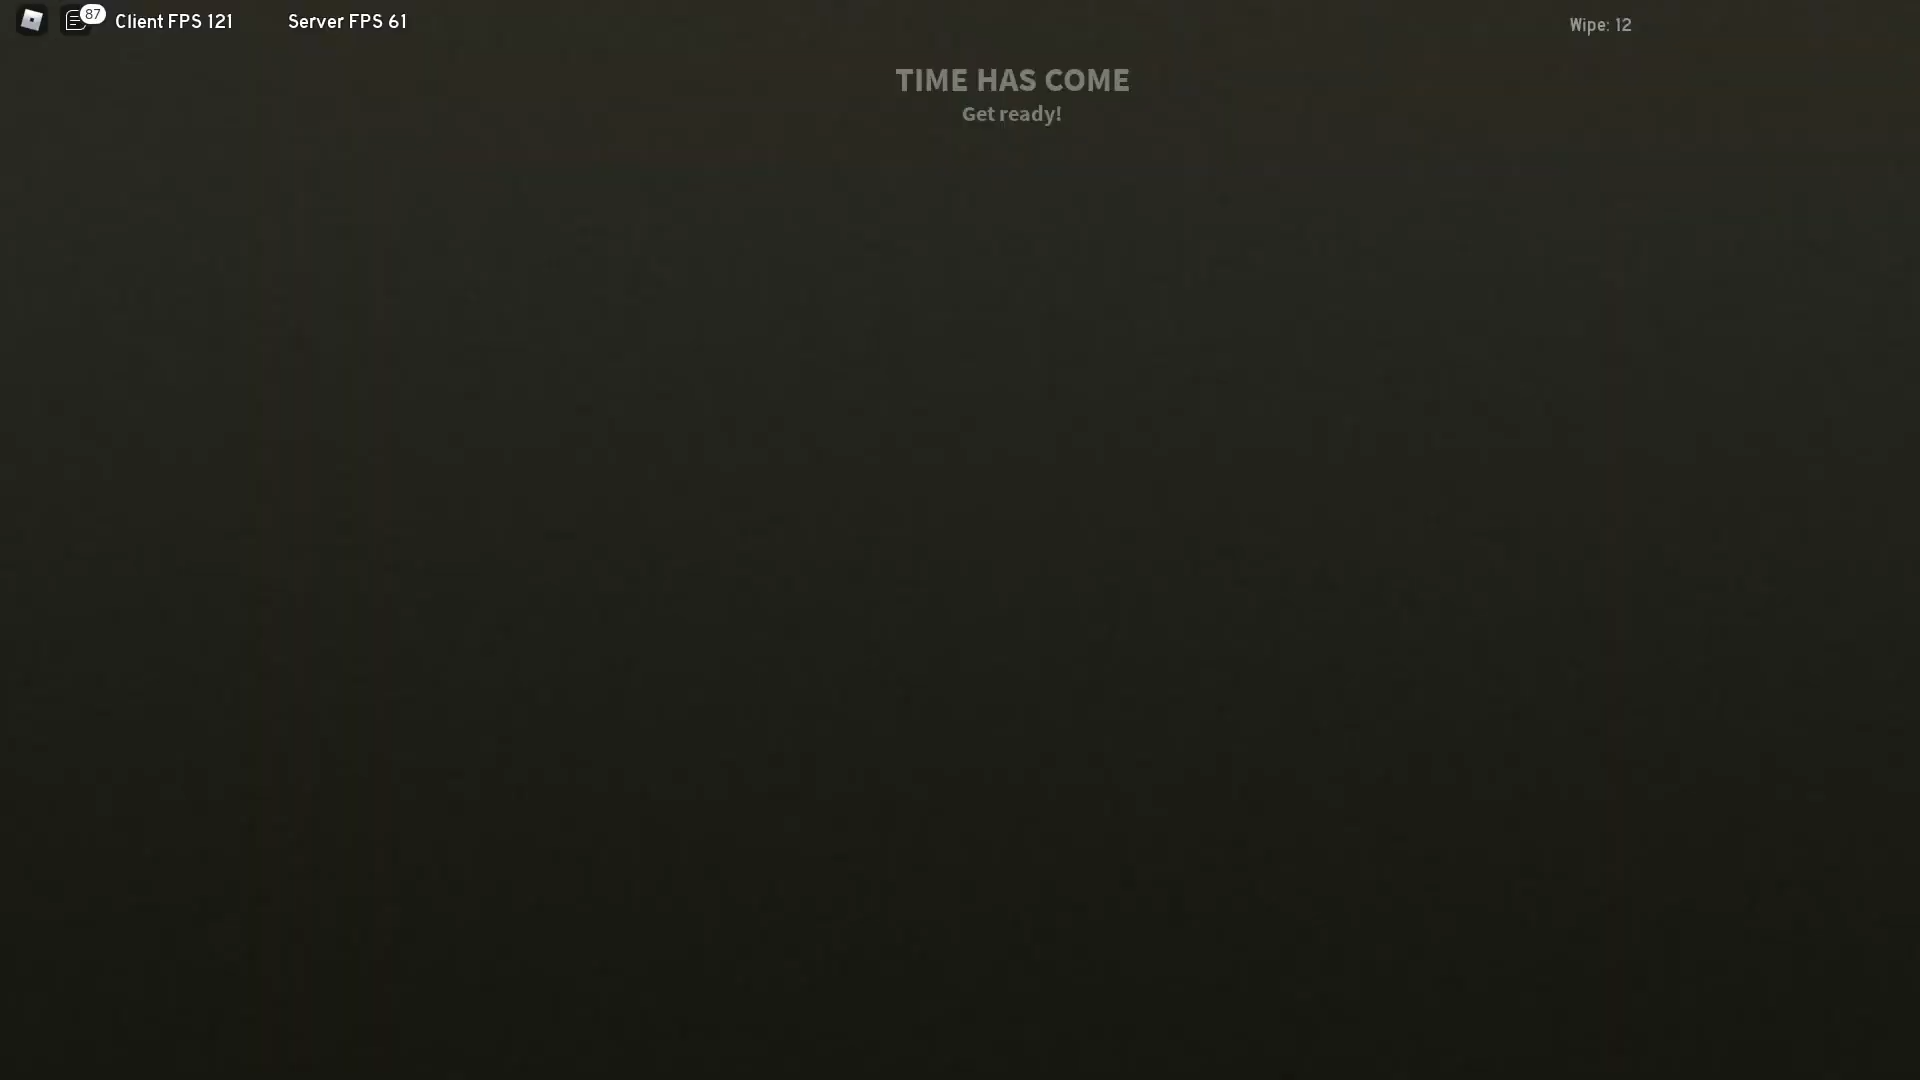 87
Client FPS 121
Server FPS 61
Wipe: 12
TIME HAS COME
Get ready!